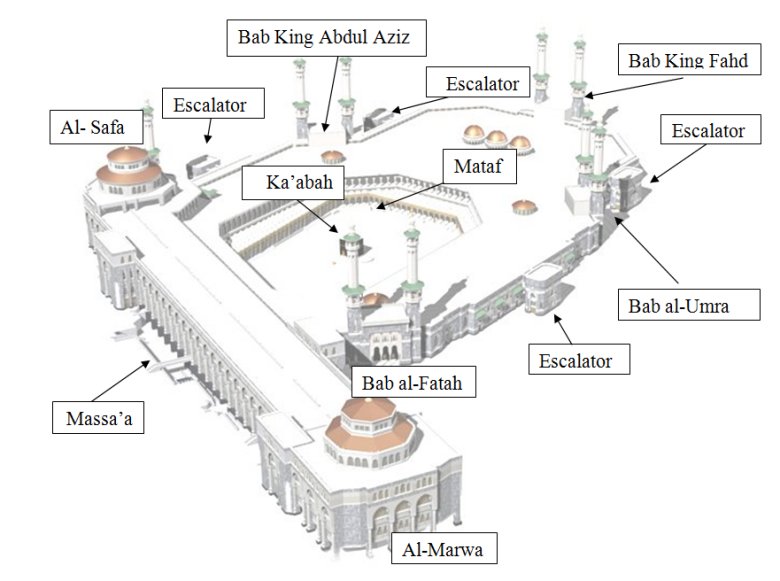 Bab King Abdul Aziz
Bab King Fahd
Escalator
Escalator
Al- Safa
Escalator
Mataf
Ka’abah
Bab al-Umra
Escalator
Bab al-Fatah
Massa’a
Al-Marwa